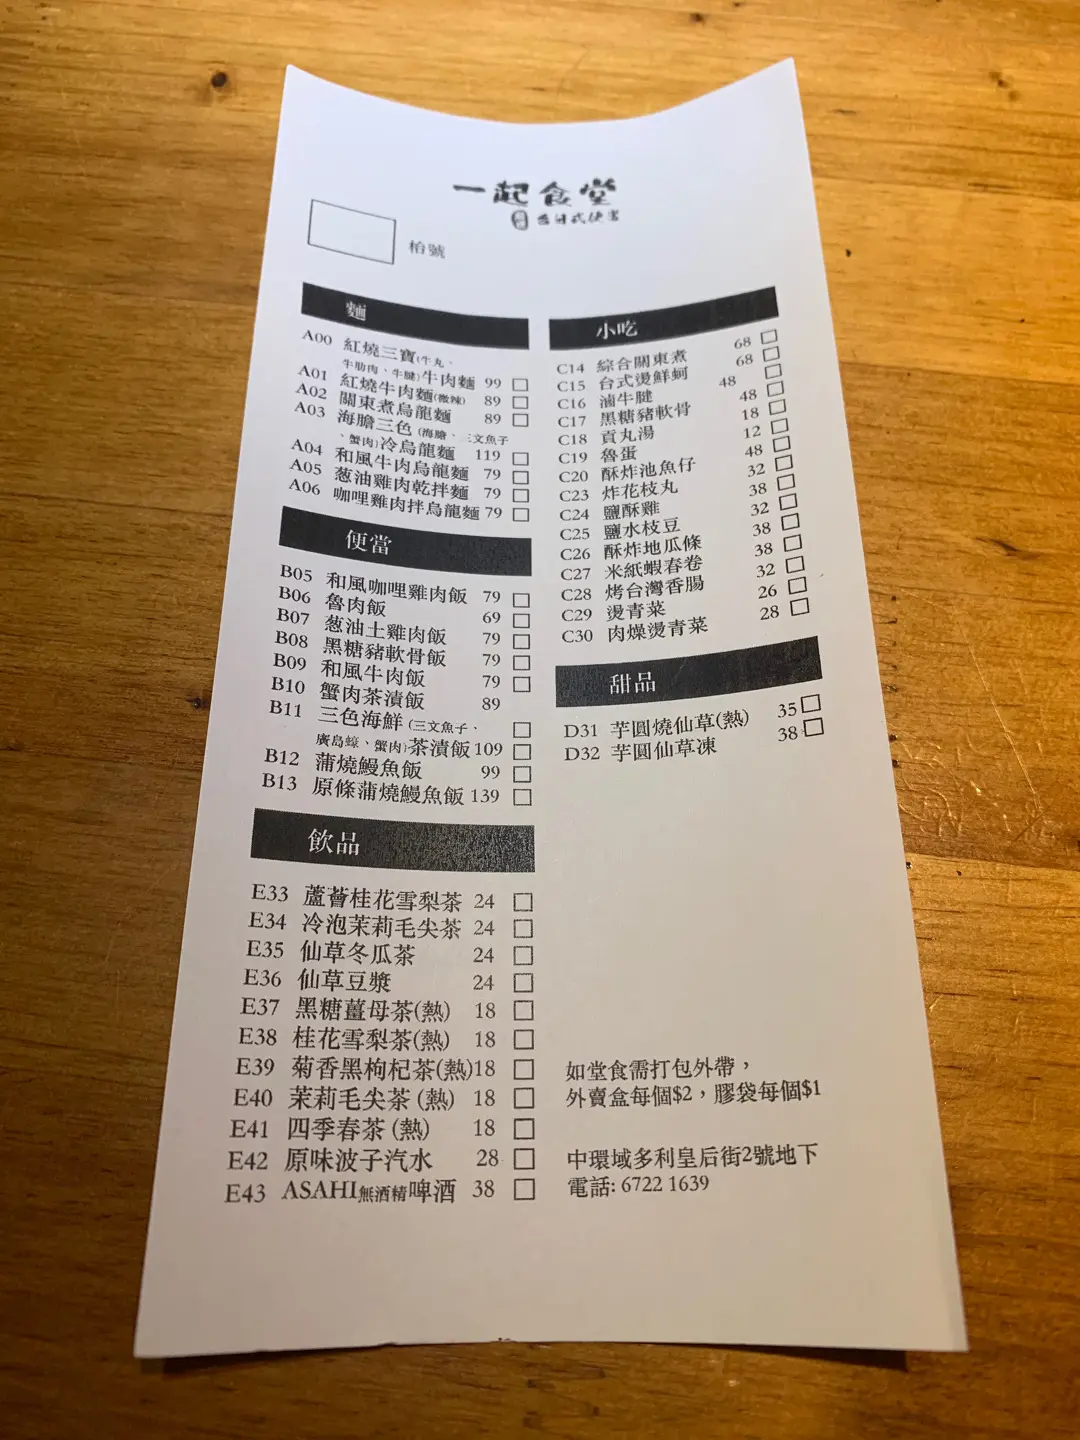 一起食堂
台日式便當
枱號
麵
A00 紅燒三寶(牛丸、
牛肋肉、牛腱)牛肉麵 99
A01 紅燒牛肉麵(微辣) 89
A02 關東煮烏龍麵 89
A03 海膽三色 (海膽、三文魚子
、蟹肉)冷烏龍麵 119
A04 和風牛肉烏龍麵 79
A05 葱油雞肉乾拌麵 79
A06 咖哩雞肉拌烏龍麵 79
便當
B05 和風咖哩雞肉飯 79
B06 魯肉飯 69
B07 葱油土雞肉飯 79
B08 黑糖豬軟骨飯 79
B09 和風牛肉飯 79
B10 蟹肉茶漬飯 89
B11 三色海鮮 (三文魚子、
廣島蠔、蟹肉)茶漬飯 109
B12 蒲燒鰻魚飯 99
B13 原條蒲燒鰻魚飯 139
飲品
E33 蘆薈桂花雪梨茶 24
E34 冷泡茉莉毛尖茶 24
E35 仙草冬瓜茶 24
E36 仙草豆漿 24
E37 黑糖薑母茶(熱) 18
E38 桂花雪梨茶(熱) 18
E39 菊香黑枸杞茶(熱)18
E40 茉莉毛尖茶 (熱) 18
E41 四季春茶 (熱) 18
E42 原味波子汽水 28
E43 ASAHI無酒精啤酒 38
小吃
C14 綜合關東煮 68
C15 台式燙鮮蚵 68
C16 滷牛腱 48
C17 黑糖豬軟骨 48
C18 貢丸湯 18
C19 魯蛋 12
C20 酥炸池魚仔 48
C23 炸花枝丸 32
C24 鹽酥雞 38
C25 鹽水枝豆 32
C26 酥炸地瓜條 38
C27 米紙蝦春卷 38
C28 烤台灣香腸 32
C29 燙青菜 26
C30 肉燥燙青菜 28
甜品
D31 芋圓燒仙草(熱) 35
D32 芋圓仙草凍 38
如堂食需打包外帶，
外賣盒每個$2，膠袋每個$1
中環域多利皇后街2號地下
電話: 6722 1639